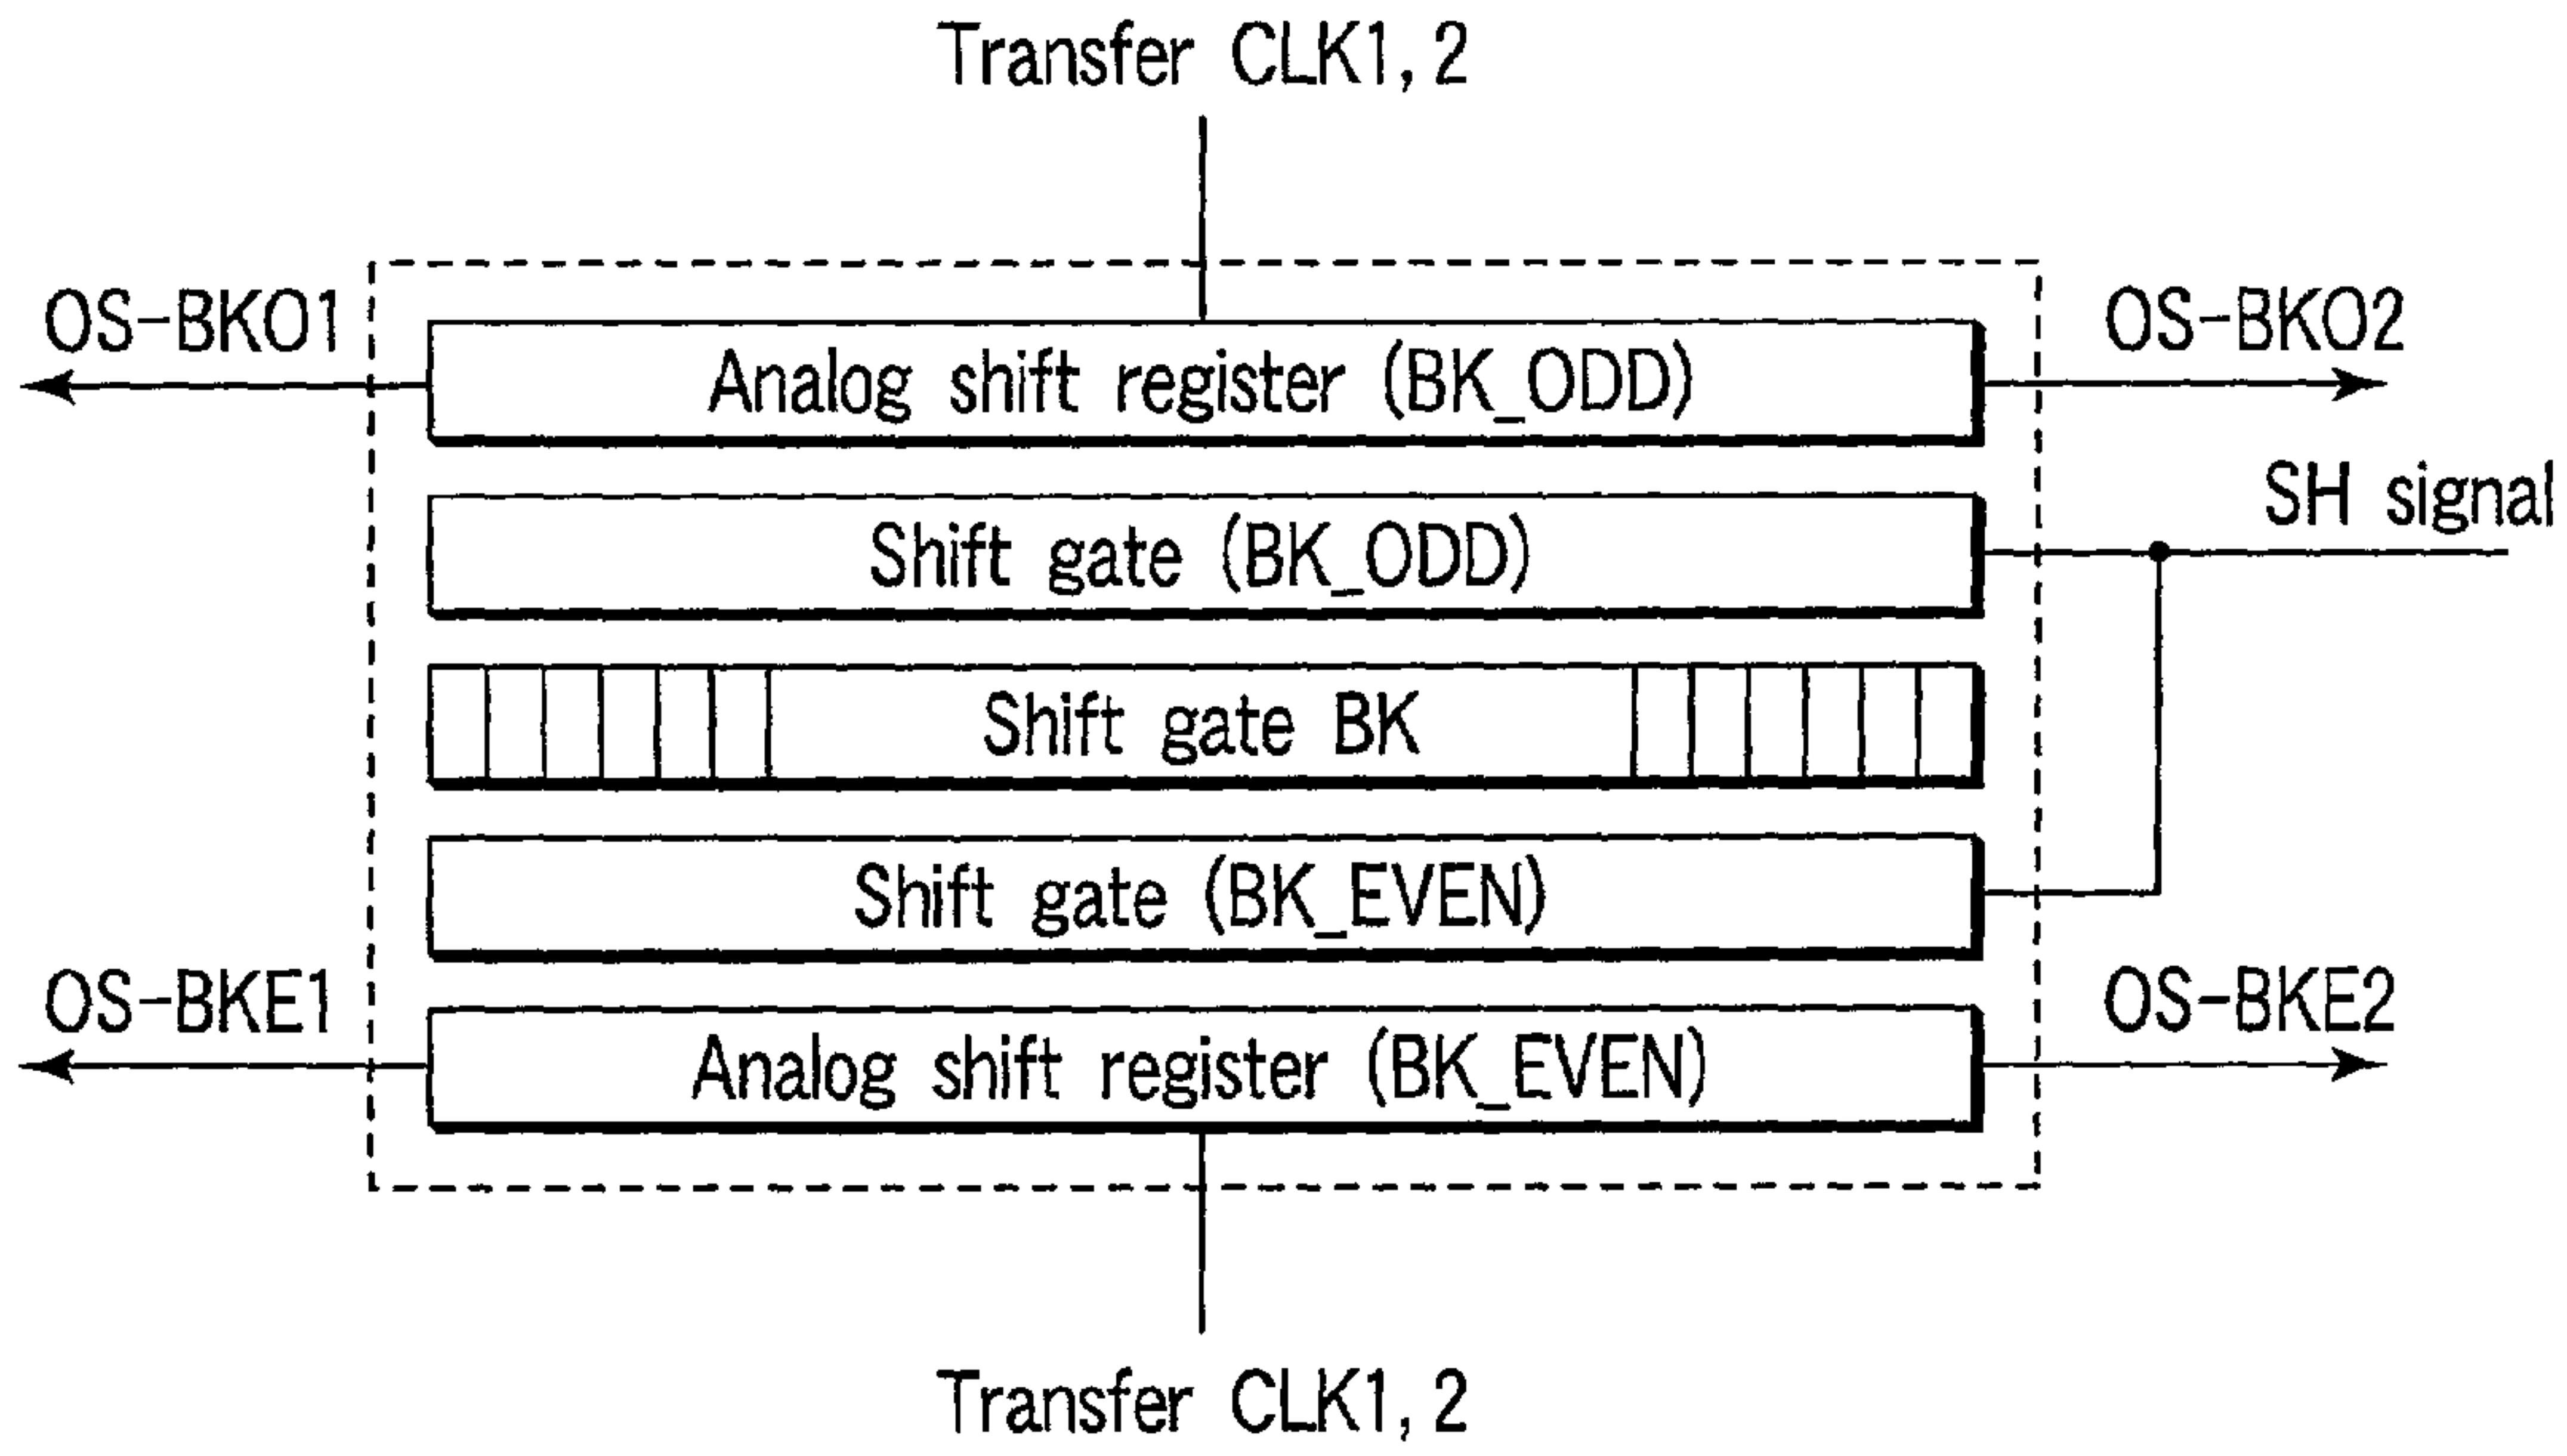 Transfer CLK1, 2
OS-BKO1
OS-BKO2
Analog shift register (BK_ODD)
SH signal
Shift gate (BK_ODD)
Shift gate BK
Shift gate (BK_EVEN)
OS-BKE1
OS-BKE2
Analog shift register (BK_EVEN)
Transfer CLK1, 2